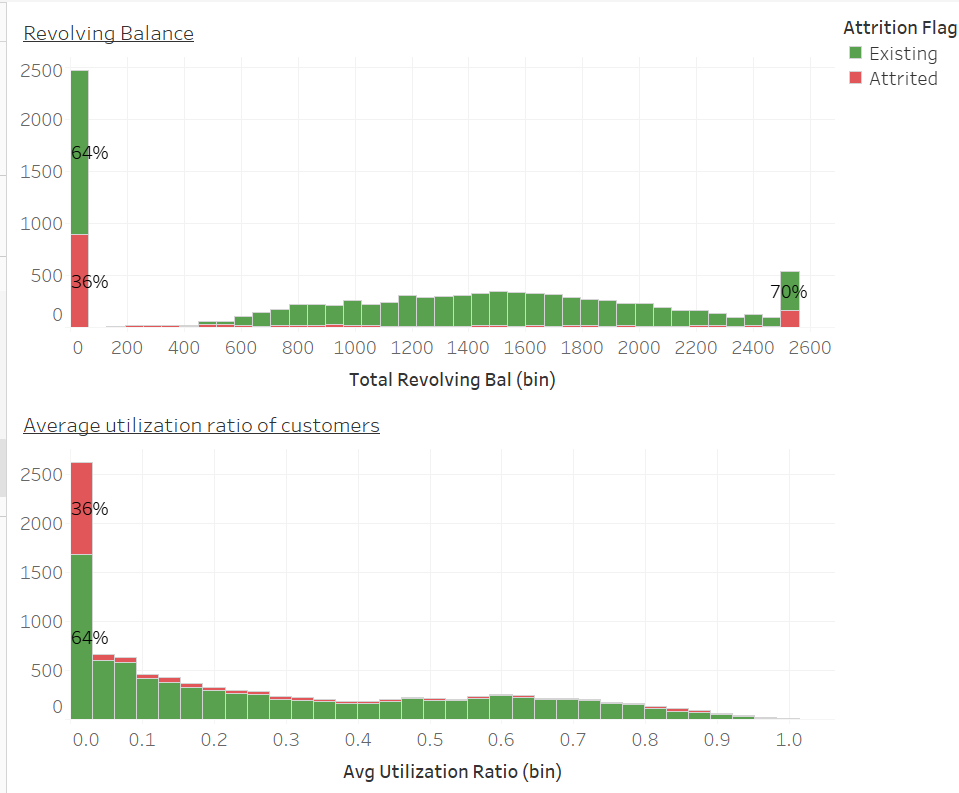 Revolving Balance
Attrition Flag
Existing
Attrited
2500
2000
1500
1000
500
0
64%
36%
70%
0 200 400 600 800 1000 1200 1400 1600 1800 2000 2200 2400 2600
Total Revolving Bal (bin)
Average utilization ratio of customers
2500
2000
1500
1000
500
0
36%
64%
0.0 0.1 0.2 0.3 0.4 0.5 0.6 0.7 0.8 0.9 1.0
Avg Utilization Ratio (bin)